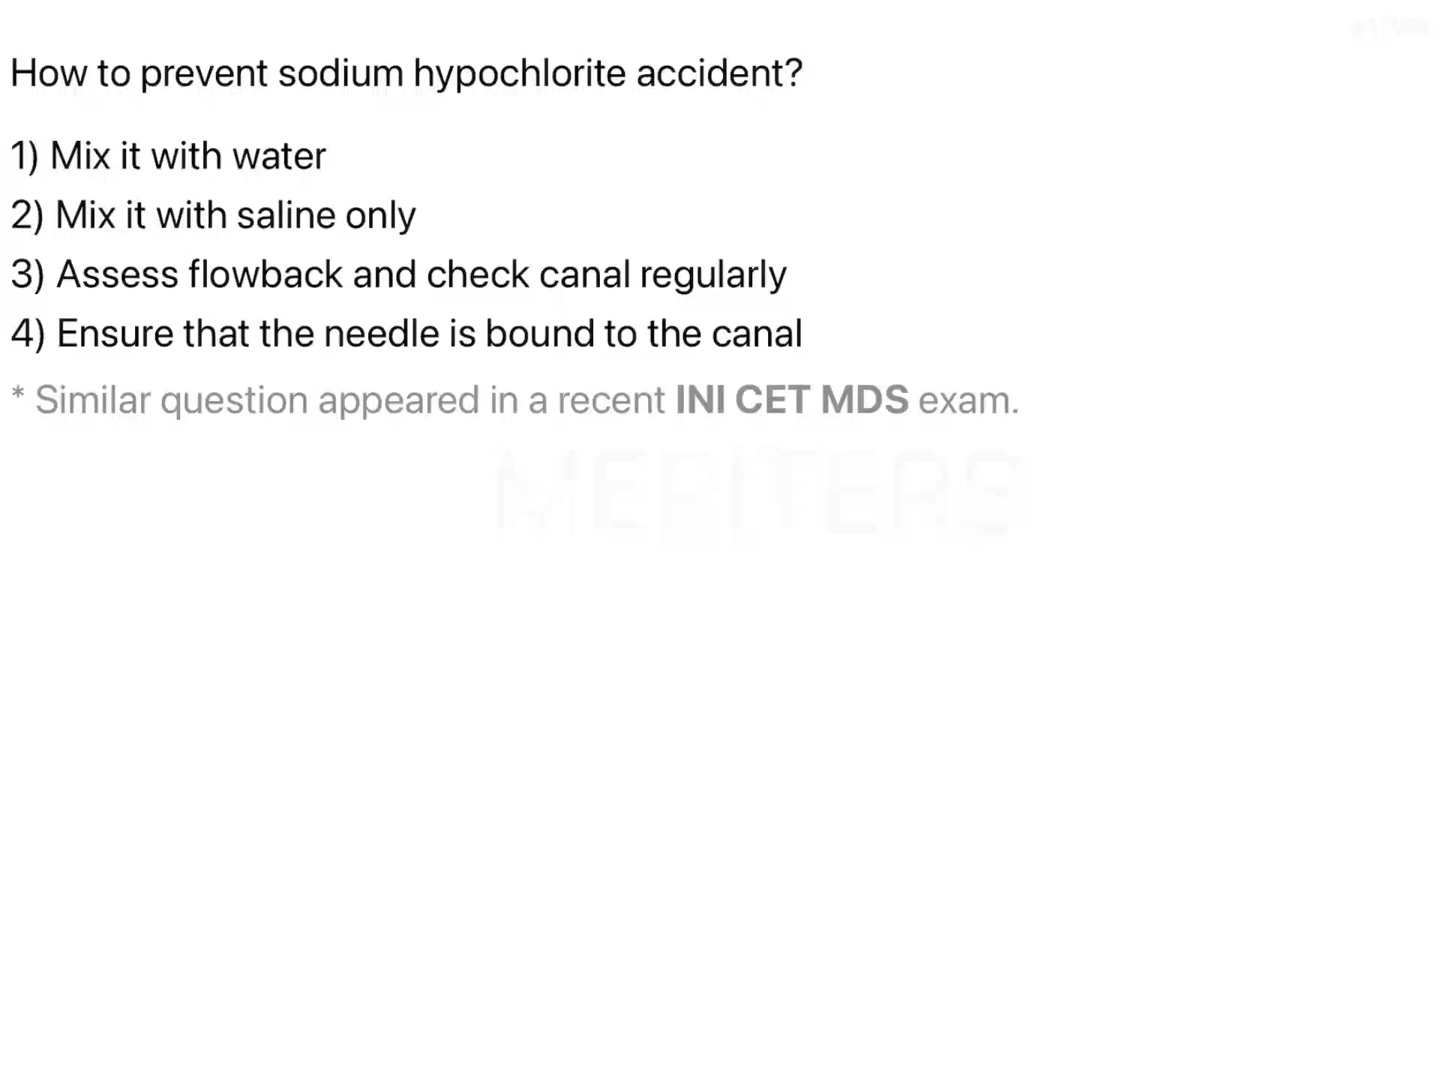 How to prevent sodium hypochlorite accident?
1) Mix it with water
2) Mix it with saline only
3) Assess flowback and check canal regularly
4) Ensure that the needle is bound to the canal
* Similar question appeared in a recent INI CET MDS exam.
MERITERS